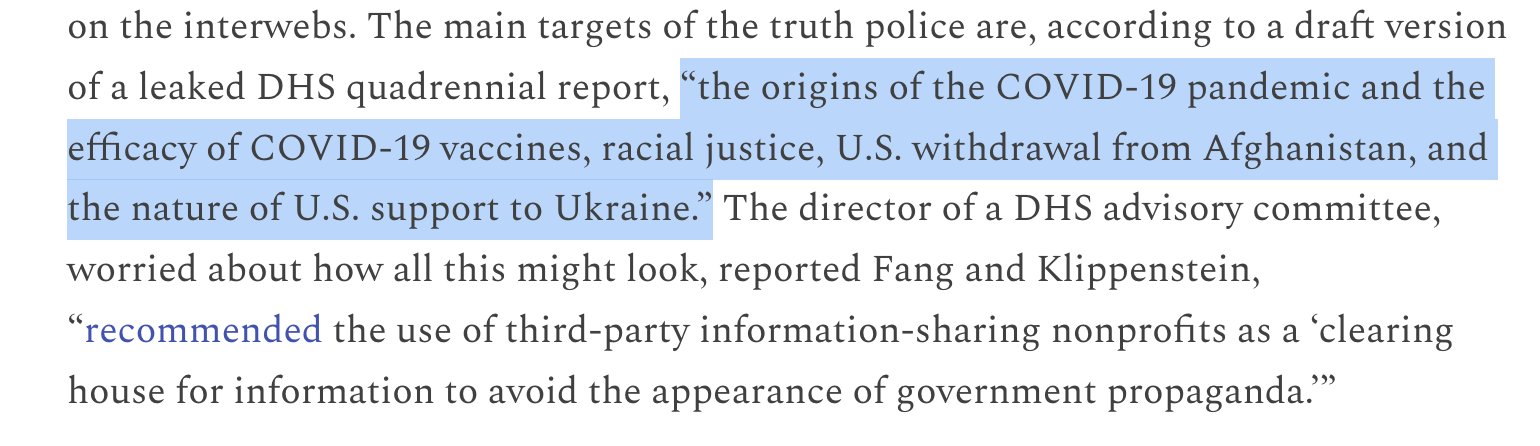 on the interwebs. The main targets of the truth police are, according to a draft version
of a leaked DHS quadrennial report, “the origins of the COVID-19 pandemic and the
efficacy of COVID-19 vaccines, racial justice, U.S. withdrawal from Afghanistan, and
the nature of U.S. support to Ukraine.” The director of a DHS advisory committee,
worried about how all this might look, reported Fang and Klippenstein,
“recommended the use of third-party information-sharing nonprofits as a ‘clearing
house for information to avoid the appearance of government propaganda.’”